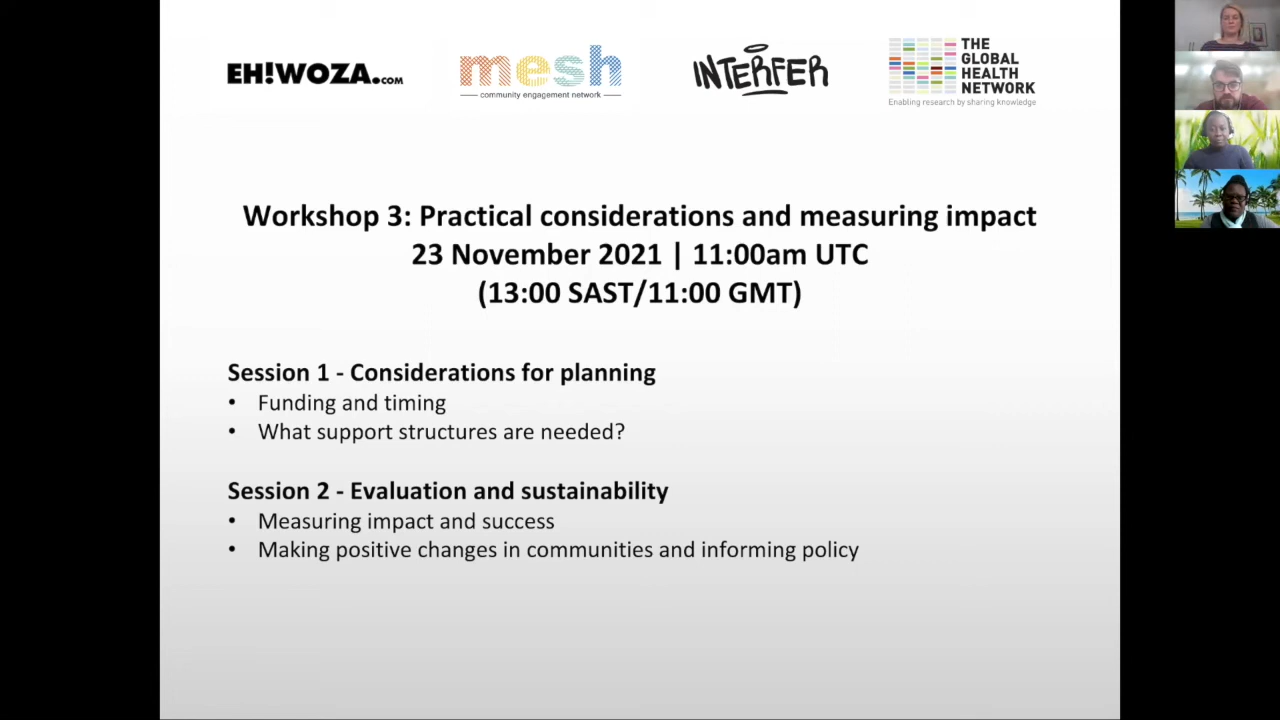 EH!WOZA.COM
mesh
community engagement network
INTERFER
THE
GLOBAL
HEALTH
NETWORK
Enabling research by sharing knowledge
Workshop 3: Practical considerations and measuring impact
23 November 2021 | 11:00am UTC
(13:00 SAST/11:00 GMT)
Session 1 - Considerations for planning
• Funding and timing
• What support structures are needed?
Session 2 - Evaluation and sustainability
• Measuring impact and success
• Making positive changes in communities and informing policy